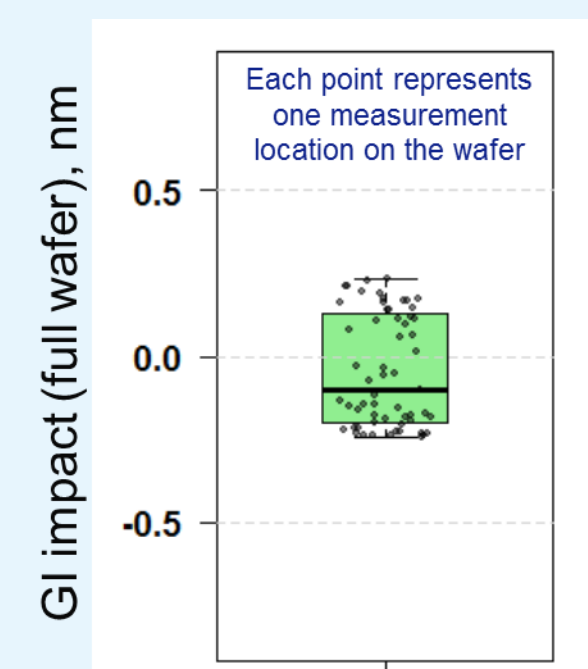 Each point represents
one measurement
location on the wafer
GI impact (full wafer), nm
0.5
0.0
-0.5